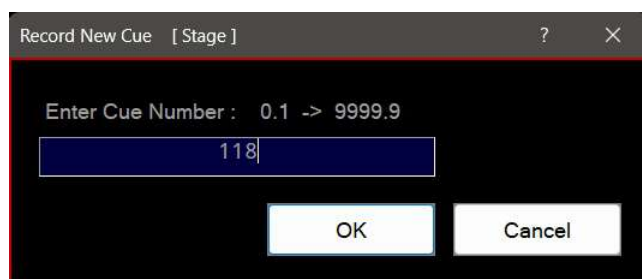 Record New Cue [ Stage ] ? ×
Enter Cue Number : 0.1 -> 9999.9
118
OK Cancel